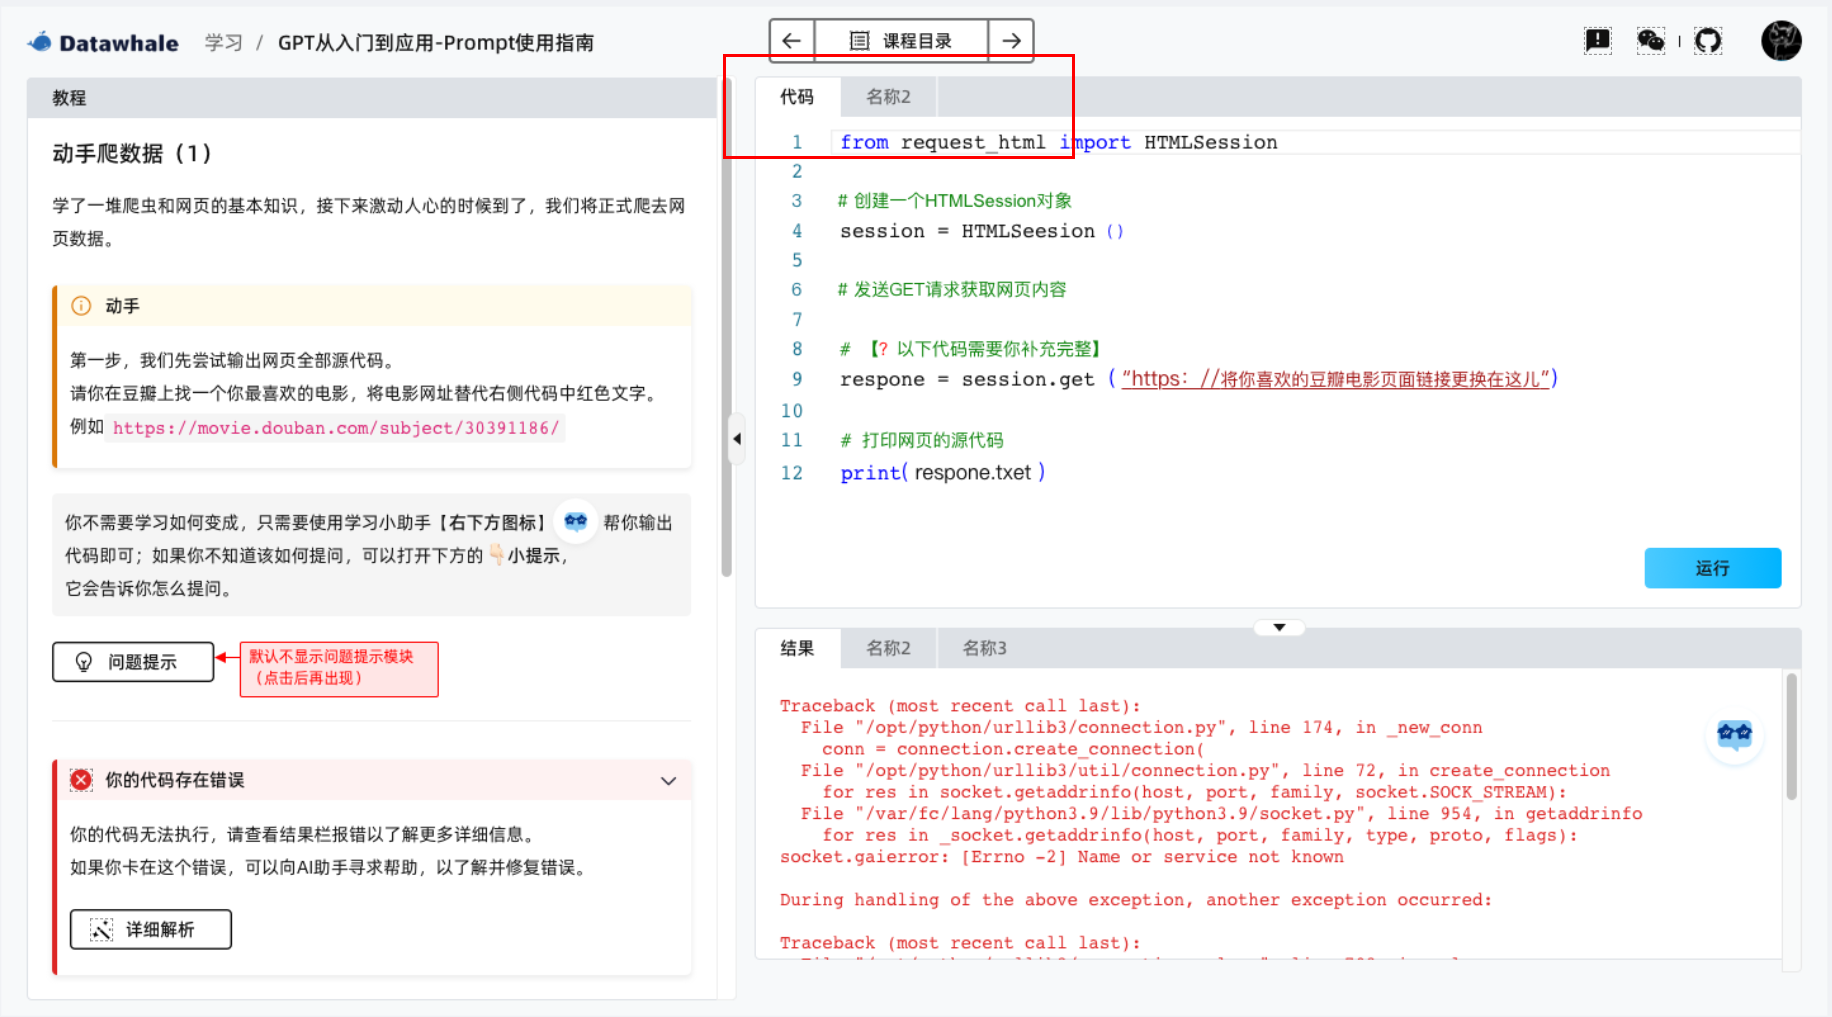 Datawhale
学习 / GPT从入门到应用-Prompt使用指南
课程目录
教程
动手爬数据（1）
学了一堆爬虫和网页的基本知识，接下来激动人心的时候到了，我们将正式爬去网
页数据。
动手
第一步，我们先尝试输出网页全部源代码。
请你在豆瓣上找一个你最喜欢的电影，将电影网址替代右侧代码中红色文字。
例如 https://movie.douban.com/subject/30391186/
你不需要学习如何变成，只需要使用学习小助手【右下方图标】 帮你输出
代码即可；如果你不知道该如何提问，可以打开下方的👇🏻小提示，
它会告诉你怎么提问。
问题提示
默认不显示问题提示模块
（点击后再出现）
你的代码存在错误
你的代码无法执行，请查看结果栏报错以了解更多详细信息。
如果你卡在这个错误，可以向AI助手寻求帮助，以了解并修复错误。
详细解析
代码 名称2
1 from request_html import HTMLSession
2
3 # 创建一个HTMLSession对象
4 session = HTMLSeesion ()
5
6 # 发送GET请求获取网页内容
7
8 # 【? 以下代码需要你补充完整】
9 respone = session.get (“https: //将你喜欢的豆瓣电影页面链接更换在这儿”)
10
11 # 打印网页的源代码
12 print( respone.txet )
运行
结果 名称2 名称3
Traceback (most recent call last):
File "/opt/python/urllib3/connection.py", line 174, in _new_conn
conn = connection.create_connection(
File "/opt/python/urllib3/util/connection.py", line 72, in create_connection
for res in socket.getaddrinfo(host, port, family, socket.SOCK_STREAM):
File "/var/fc/lang/python3.9/lib/python3.9/socket.py", line 954, in getaddrinfo
for res in _socket.getaddrinfo(host, port, family, type, proto, flags):
socket.gaierror: [Errno -2] Name or service not known
During handling of the above exception, another exception occurred:
Traceback (most recent call last):